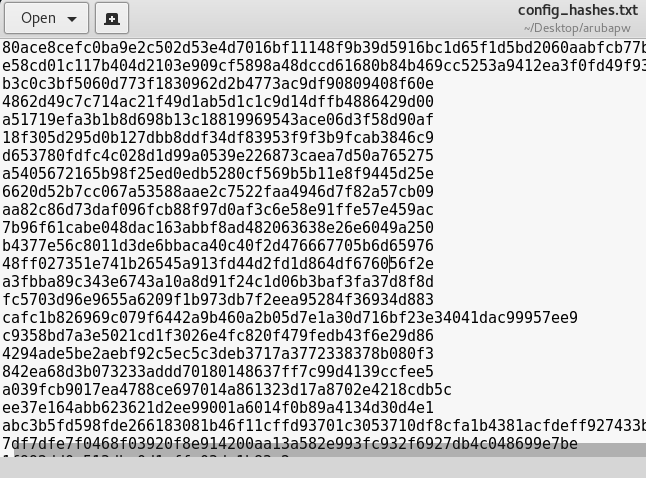 Open
config_hashes.txt
~/Desktop/arubapw
80ace8cefc0ba9e2c502d53e4d7016bf11148f9b39d5916bc1d65f1d5bd2060aabfcb77b
e58cd01c117b404d2103e909cf5898a48dccd61680b84b469cc5253a9412ea3f0fd49f93
b3c0c3bf5060d773f1830962d2b4773ac9df90809408f60e
4862d49c7c714ac21f49d1ab5d1c1c9d14dffb4886429d00
a51719efa3b1b8d698b13c18819969543ace06d3f58d90af
18f305d295d0b127dbb8ddf34df83953f9f3b9fcab3846c9
d653780fdfc4c028d1d99a0539e226873caea7d50a765275
a5405672165b98f25ed0edb5280cf569b5b11e8f9445d25e
6620d52b7cc067a53588aae2c7522faa4946d7f82a57cb09
aa82c86d73daf096fcb88f97d0af3c6e58e91ffe57e459ac
7b96f61cabe048dac163abbf8ad482063638e26e6049a250
b4377e56c8011d3de6bbaca40c40f2d476667705b6d65976
48ff027351e741b26545a913fd44d2fd1d864df676056f2e
a3fbba89c343e6743a10a8d91f24c1d06b3baf3fa37d8f8d
fc5703d96e9655a6209f1b973db7f2eea95284f36934d883
cafc1b826969c079f6442a9b460a2b05d7e1a30d716bf23e34041dac99957ee9
c9358bd7a3e5021cd1f3026e4fc820f479fedb43f6e29d86
4294ade5be2aebf92c5ec5c3deb3717a3772338378b080f3
842ea68d3b073233addd70180148637ff7c99d4139ccfee5
a039fcb9017ea4788ce697014a861323d17a8702e4218cdb5c
ee37e164abb623621d2ee99001a6014f0b89a4134d30d4e1
abc3b5fd598fde266183081b46f11cffd93701c3053710df8cfa1b4381acfdeff927433b
7df7dfe7f0468f03920f8e914200aa13a582e993fc932f6927db4c048699e7be